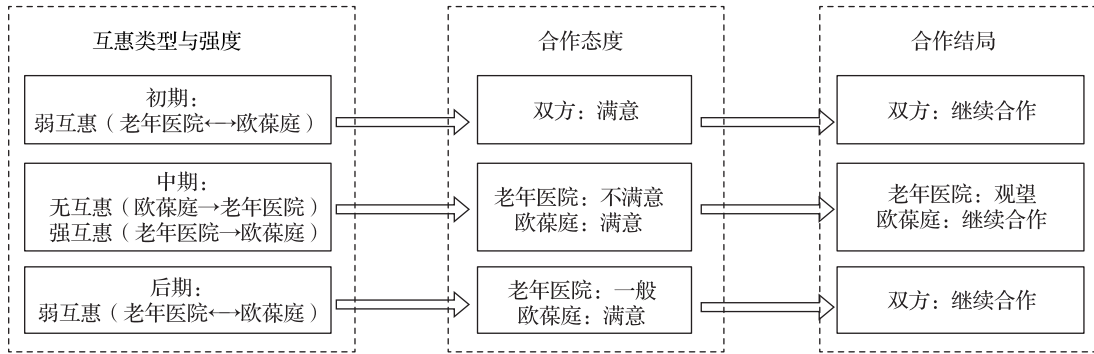 互惠类型与强度
初期：
弱互惠（老年医院←→欧葆庭）
中期：
无互惠（欧葆庭→老年医院）
强互惠（老年医院→欧葆庭）
后期：
弱互惠（老年医院←→欧葆庭）
合作态度
双方：满意
老年医院：不满意
欧葆庭：满意
老年医院：一般
欧葆庭：满意
合作结局
双方：继续合作
老年医院：观望
欧葆庭：继续合作
双方：继续合作